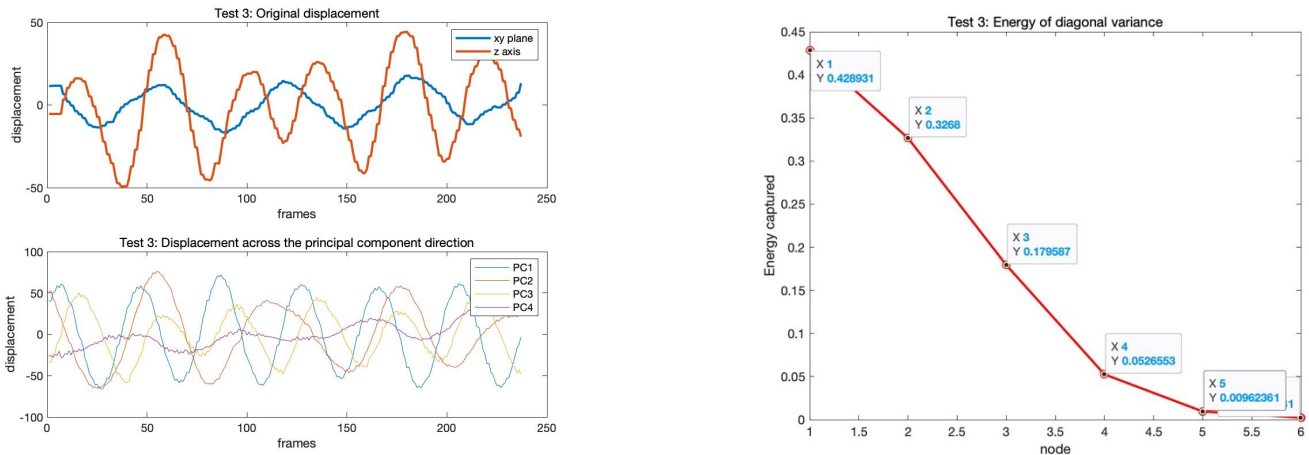 Test 3: Original displacement
50
0
-50
displacement
xy plane
z axis
0 50 100 150 200 250
frames
Test 3: Displacement across the principal component direction
100
50
0
-50
-100
displacement
PC1
PC2
PC3
PC4
0 50 100 150 200 250
frames
Test 3: Energy of diagonal variance
0.45
0.4
0.35
0.3
0.25
0.2
0.15
0.1
0.05
0
Energy captured
X 1
Y 0.428931
X 2
Y 0.3268
X 3
Y 0.179587
X 4
Y 0.0526553
X 5
Y 0.00962361
1 1.5 2 2.5 3 3.5 4 4.5 5 5.5 6
node